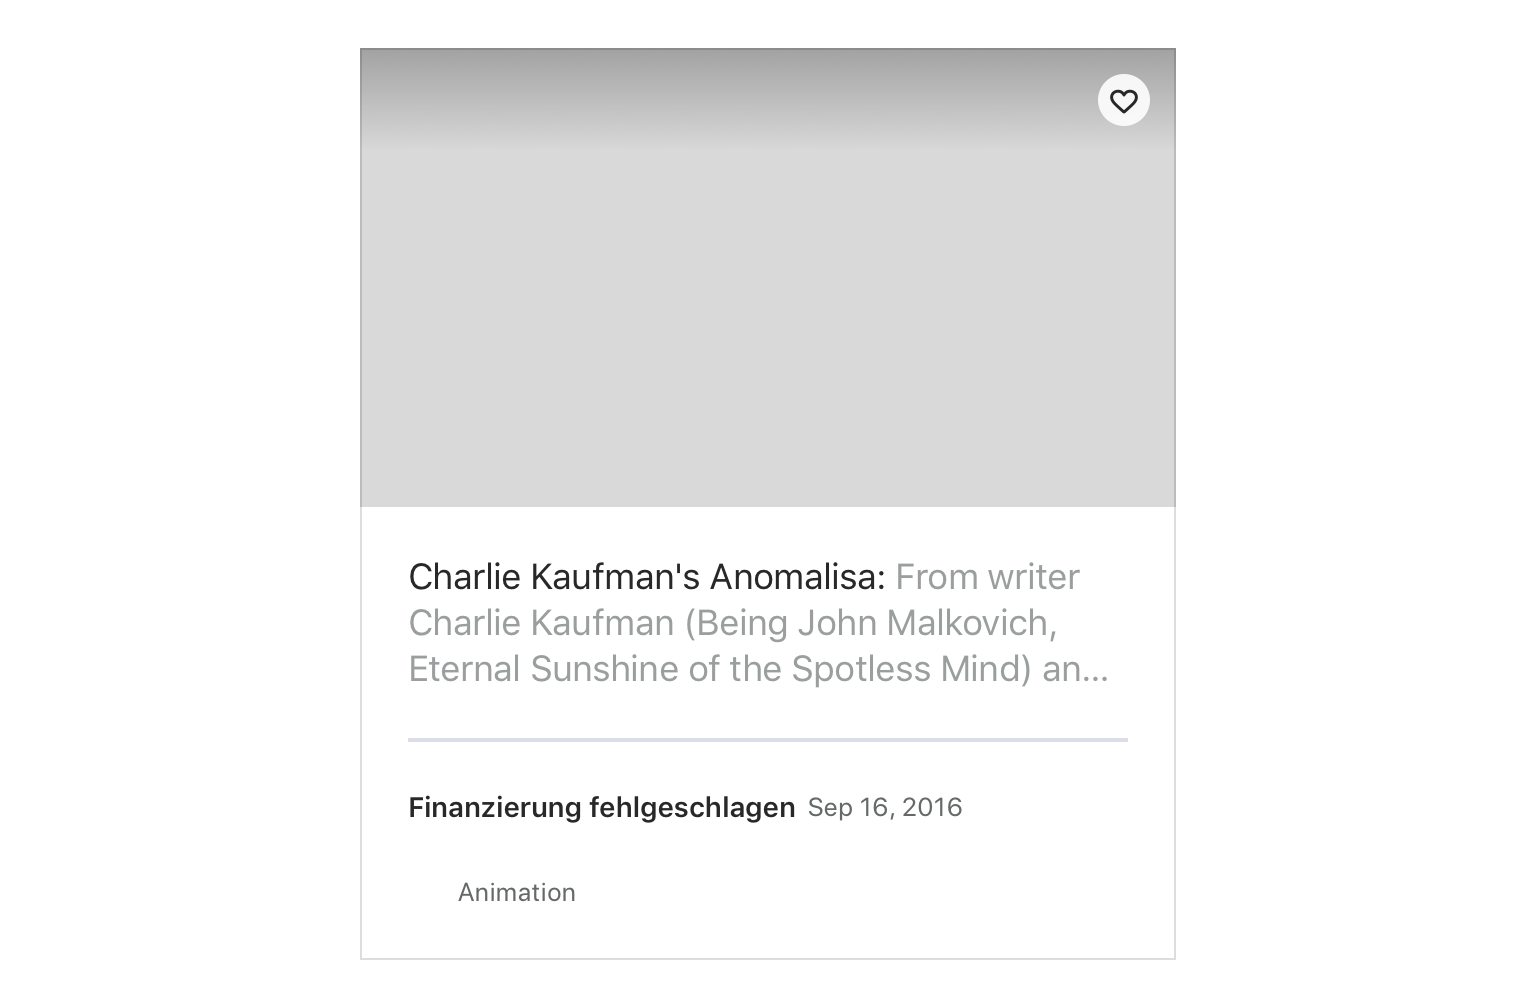 Charlie Kaufman's Anomalisa: From writer
Charlie Kaufman (Being John Malkovich,
Eternal Sunshine of the Spotless Mind) an...
Finanzierung fehlgeschlagen Sep 16, 2016
Animation